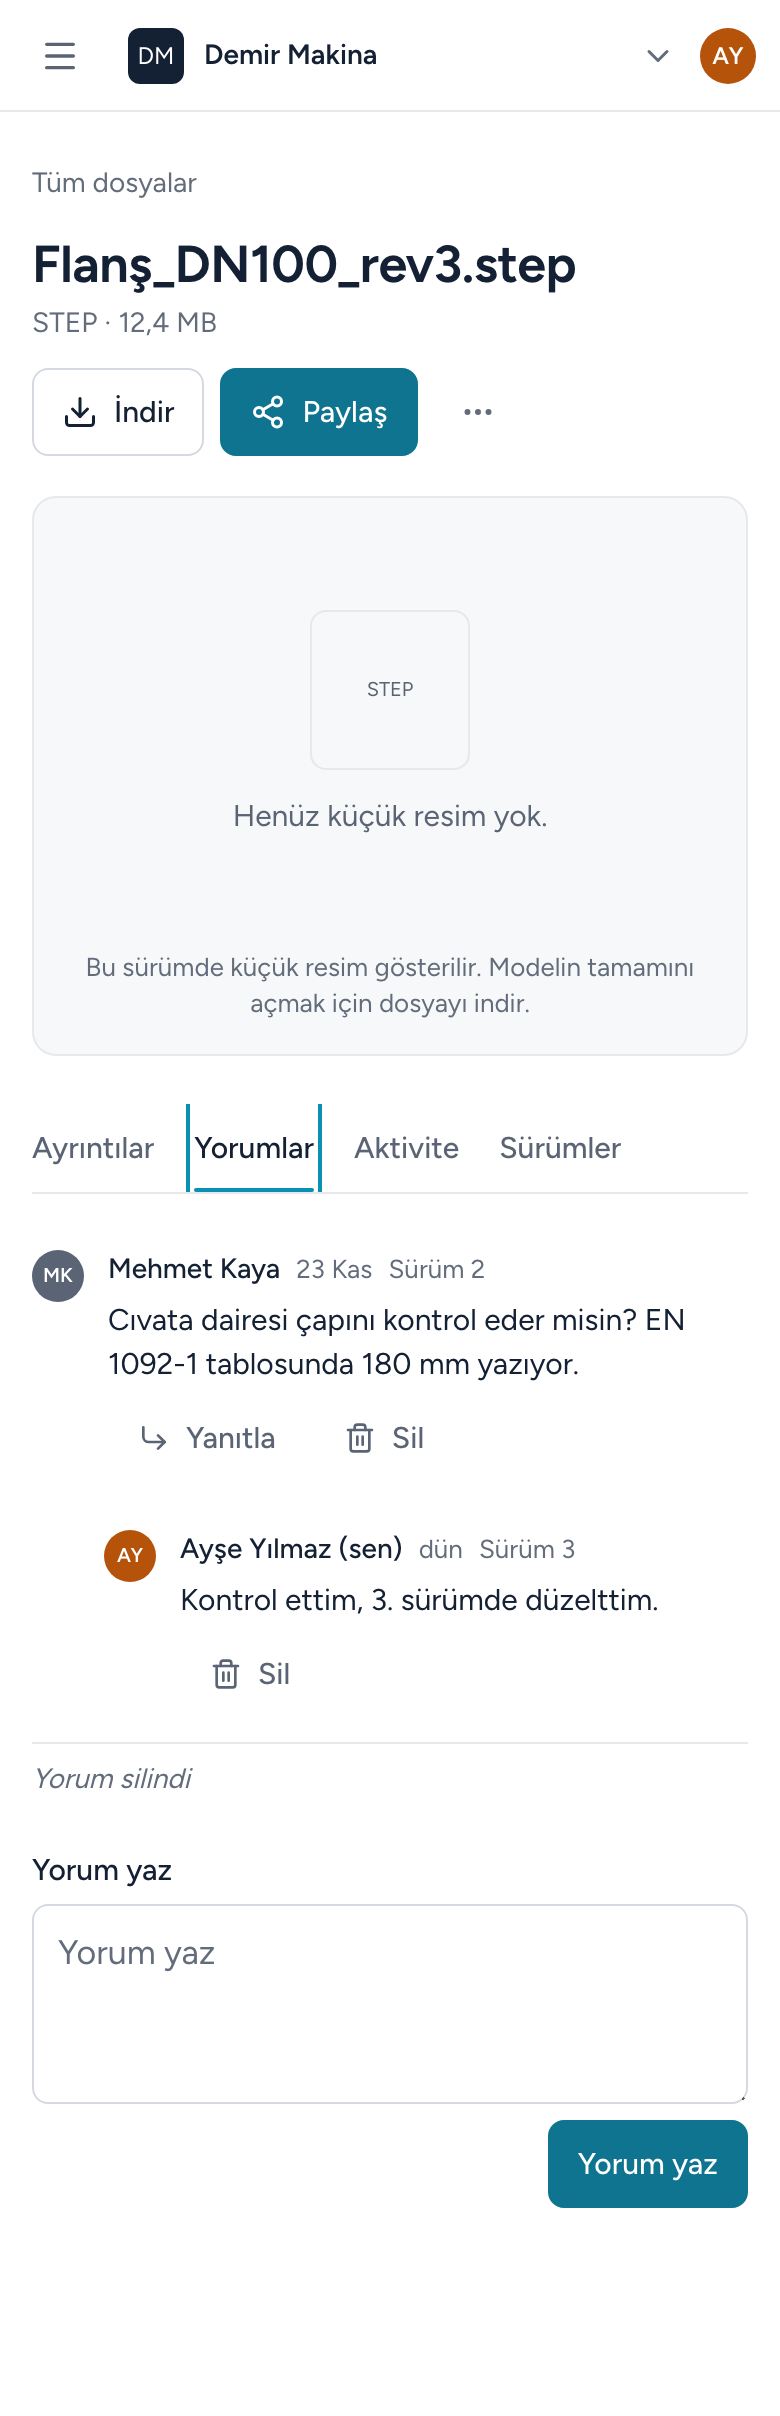 DM Demir Makina AY
Tüm dosyalar
Flanş_DN100_rev3.step
STEP · 12,4 MB
İndir Paylaş
STEP
Henüz küçük resim yok.
Bu sürümde küçük resim gösterilir. Modelin tamamını
açmak için dosyayı indir.
Ayrıntılar Yorumlar Aktivite Sürümler
MK Mehmet Kaya 23 Kas Sürüm 2
Cıvata dairesi çapını kontrol eder misin? EN
1092-1 tablosunda 180 mm yazıyor.
Yanıtla Sil
AY Ayşe Yılmaz (sen) dün Sürüm 3
Kontrol ettim, 3. sürümde düzelttim.
Sil
Yorum silindi
Yorum yaz
Yorum yaz
Yorum yaz